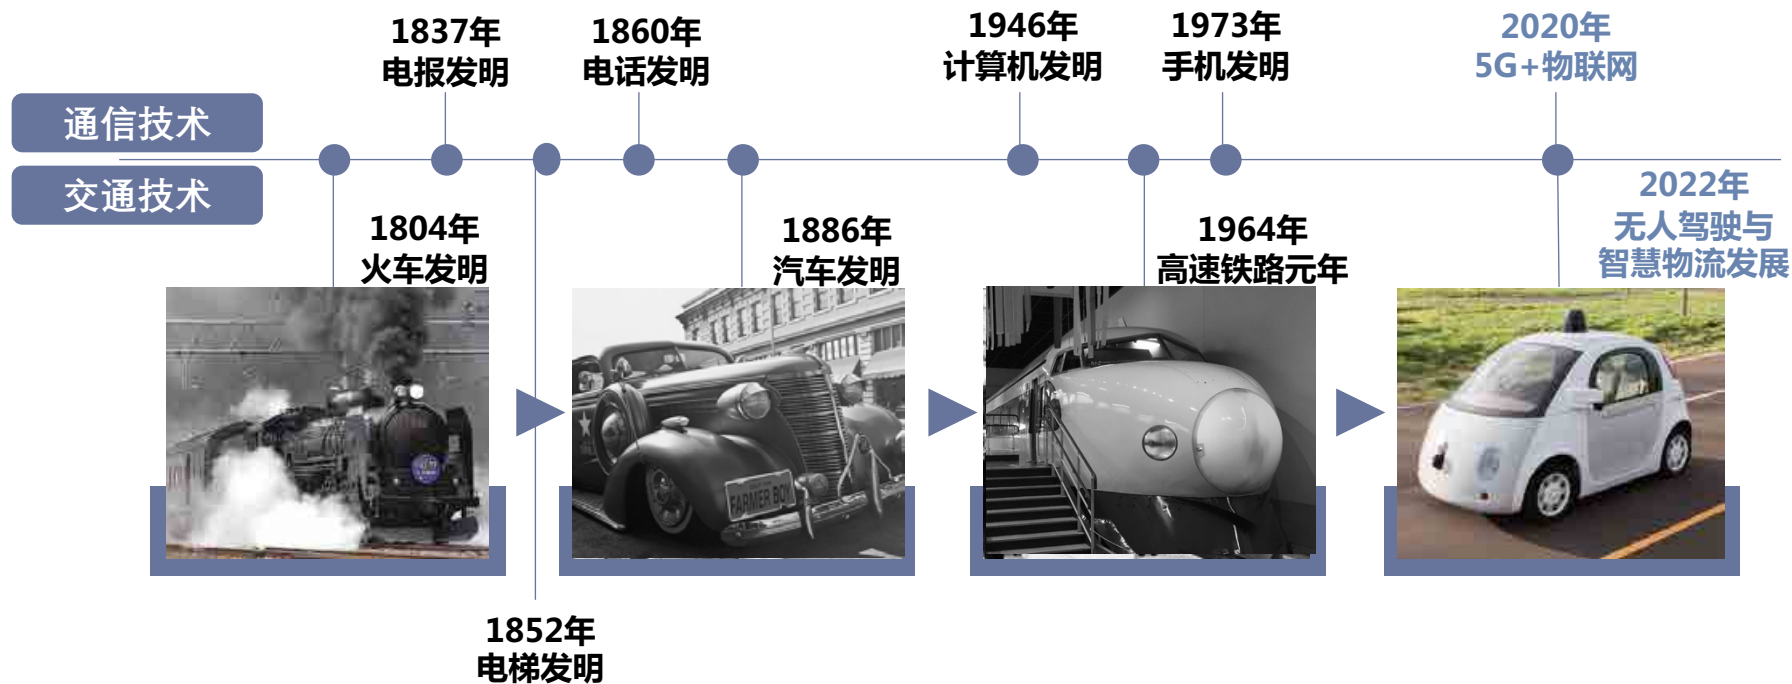 1837年
电报发明
1860年
电话发明
1946年
计算机发明
1973年
手机发明
2020年
5G+物联网
通信技术
交通技术
1804年
火车发明
1886年
汽车发明
1964年
高速铁路元年
2022年
无人驾驶与
智慧物流发展
FARMER BOY
1852年
电梯发明